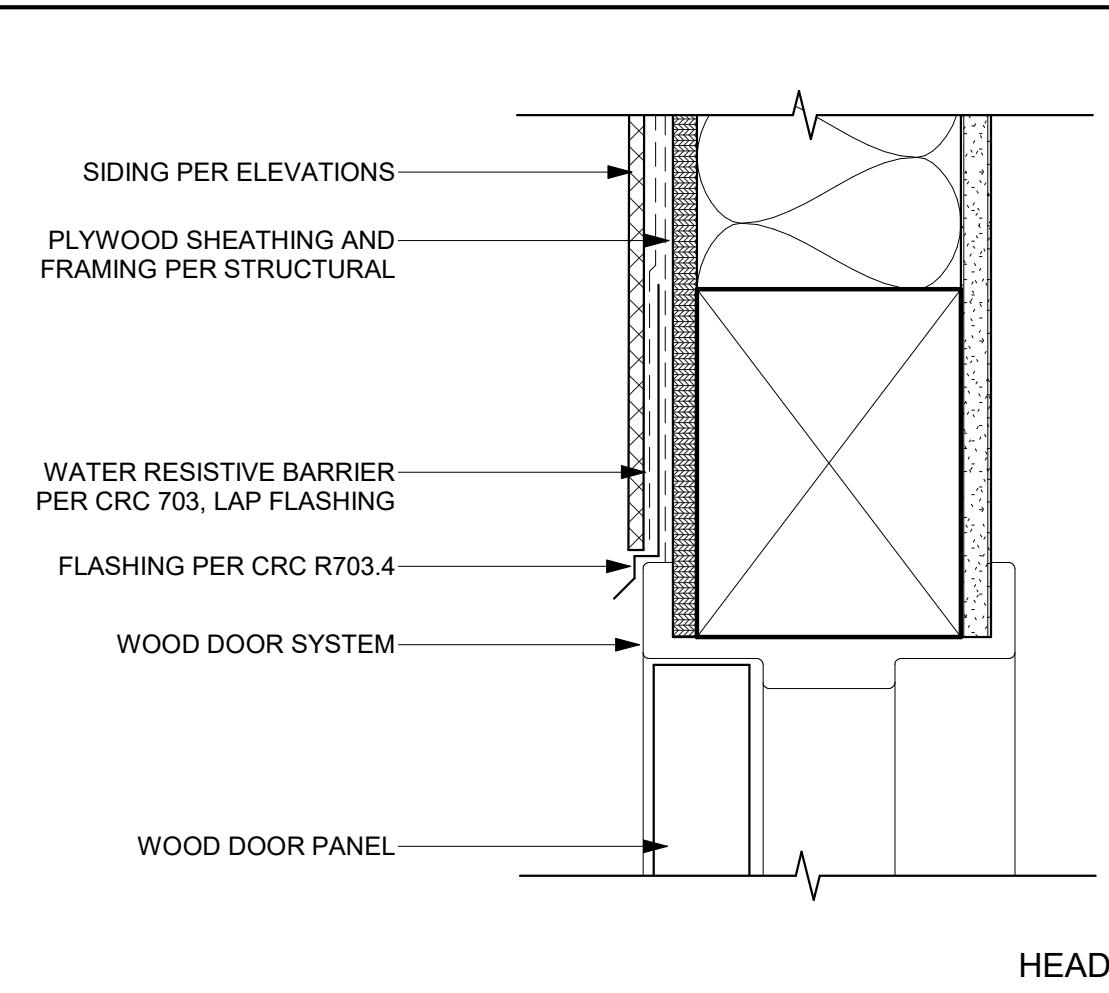 SIDING PER ELEVATIONS
PLYWOOD SHEATHING AND
FRAMING PER STRUCTURAL
WATER RESISTIVE BARRIER
PER CRC 703, LAP FLASHING
FLASHING PER CRC R703.4
WOOD DOOR SYSTEM
WOOD DOOR PANEL
HEAD